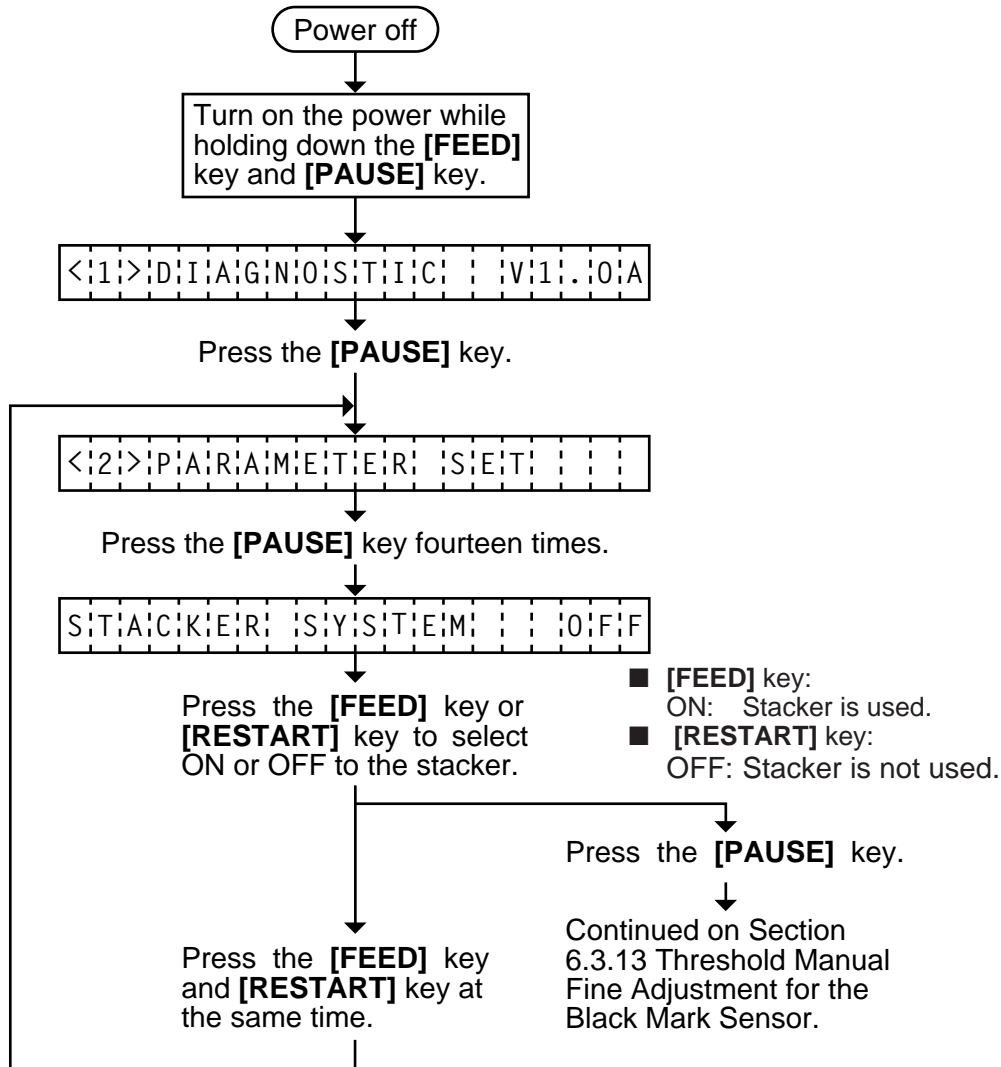 Power off
Turn on the power while
holding down the [FEED]
key and [PAUSE] key.
<1>DIAGNOSTIC  V1.0A
Press the [PAUSE] key.
<2>PARAMETER SET
Press the [PAUSE] key fourteen times.
STACKER SYSTEM  OFF
Press the [FEED] key or
[RESTART] key to select
ON or OFF to the stacker.
■ [FEED] key:
ON: Stacker is used.
■ [RESTART] key:
OFF: Stacker is not used.
Press the [FEED] key
and [RESTART] key at
the same time.
Press the [PAUSE] key.
Continued on Section
6.3.13 Threshold Manual
Fine Adjustment for the
Black Mark Sensor.